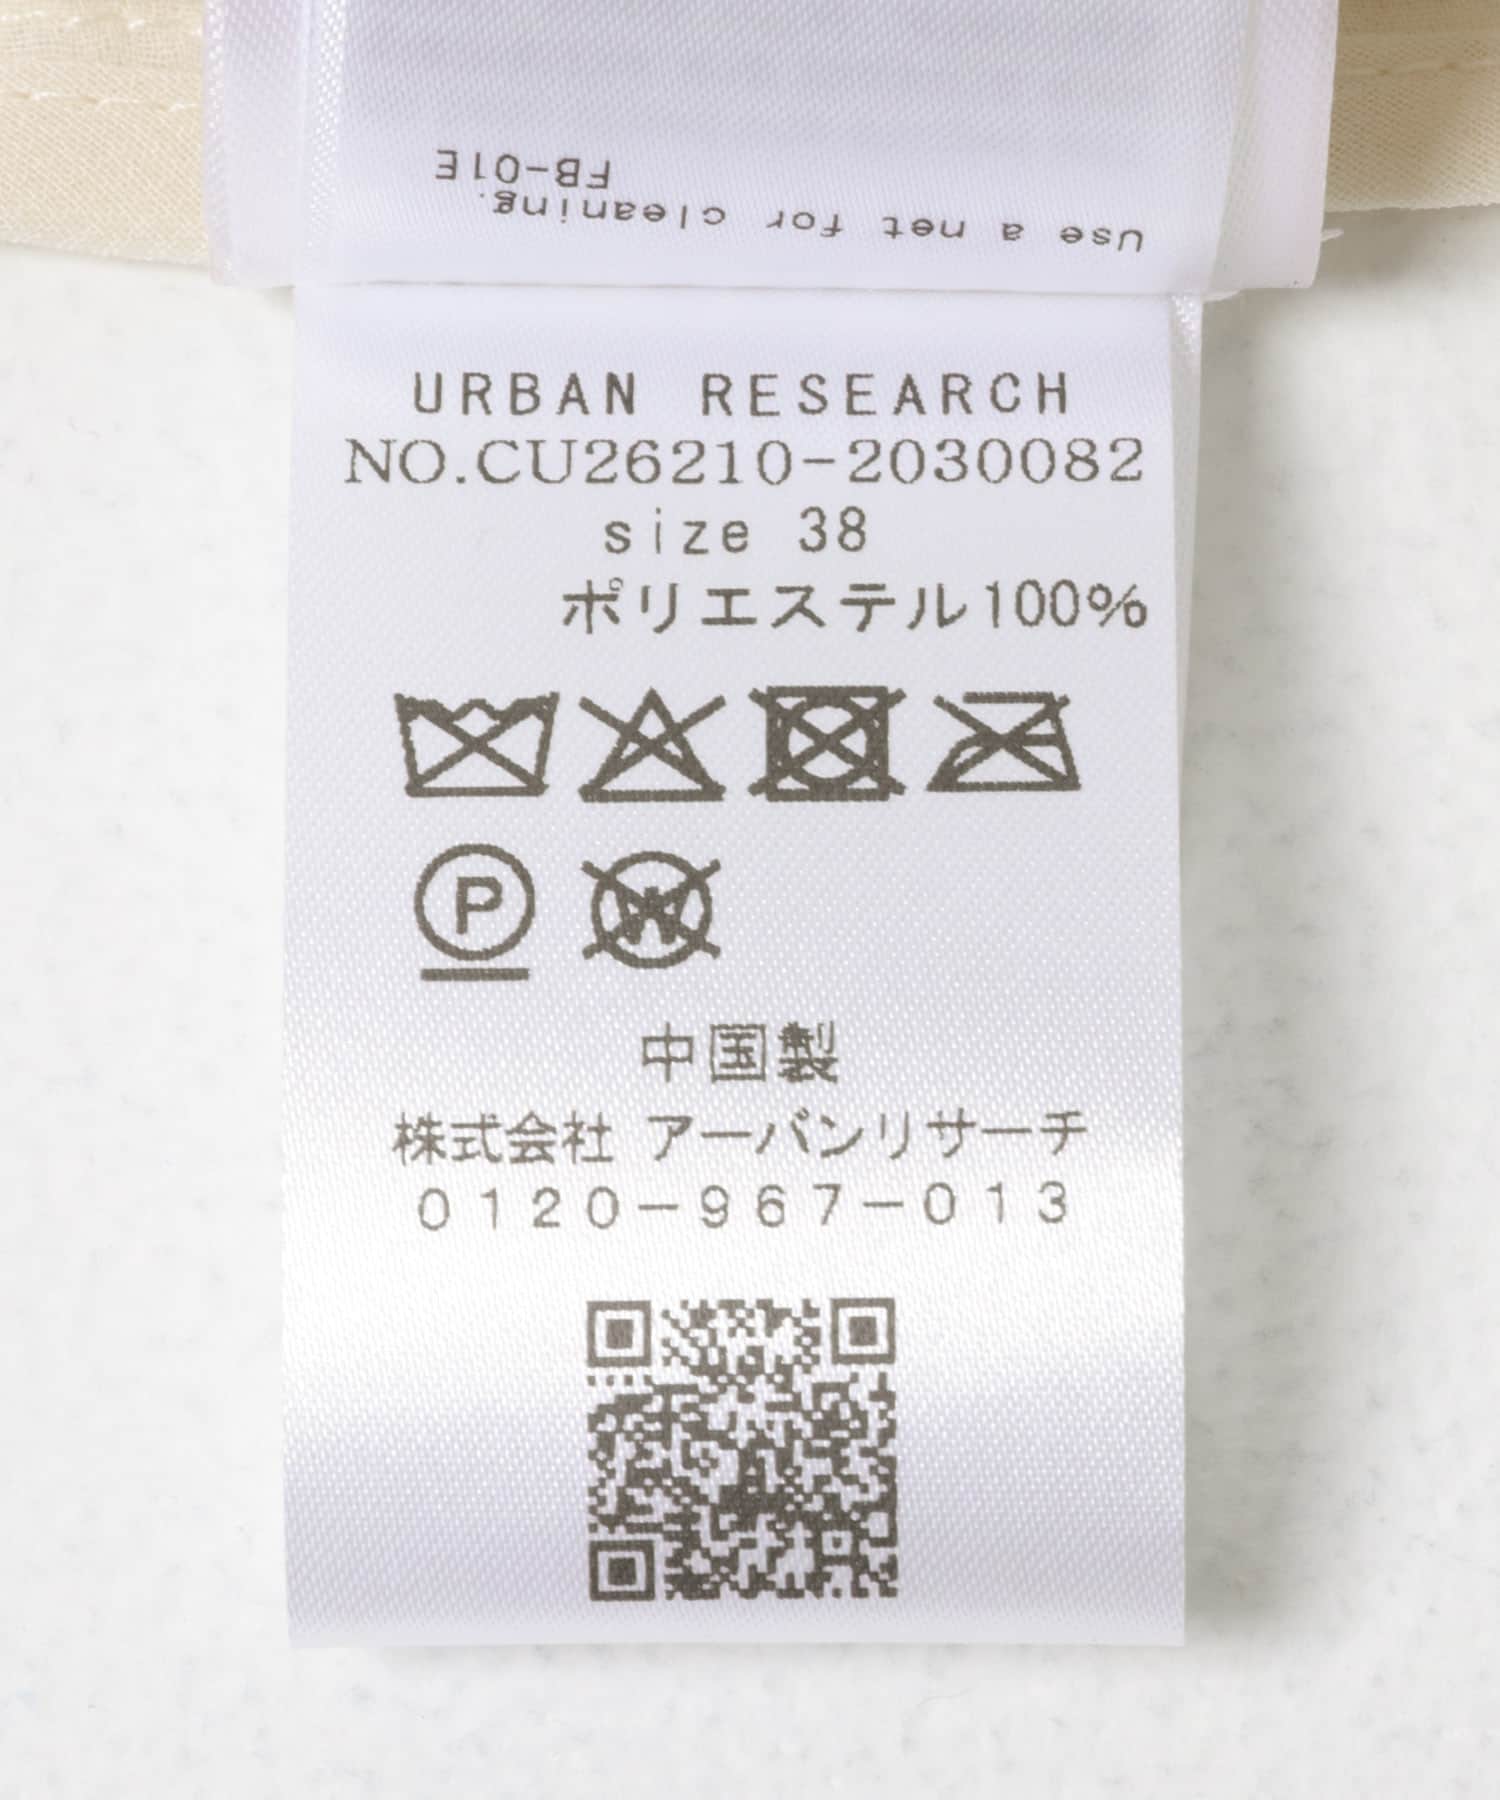 Use a net for cleaning.
FB-01E
URBAN RESEARCH
NO.CU26210-2030082
size 38
ポリエステル100%
P
W
中国製
株式会社 アーバンリサーチ
0120-967-013